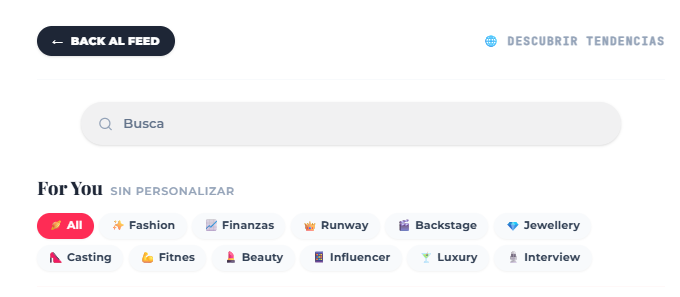 ← BACK AL FEED
🌐 DESCUBRIR TENDENCIAS
Busca
For You SIN PERSONALIZAR
All Fashion Finanzas Runway Backstage Jewellery
Casting Fitnes Beauty Influencer Luxury Interview